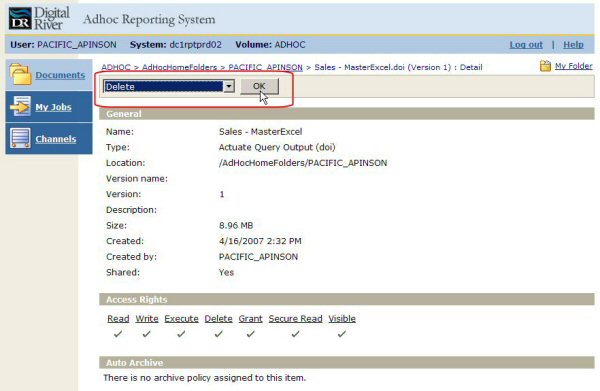 Digital River
DR
Adhoc Reporting System
User: PACIFIC_APINSON System: dc1rptprd02 Volume: ADHOC Log out | Help
Documents
My Jobs
Channels
ADHOC > AdHocHomeFolders > PACIFIC_APINSON > Sales - MasterExcel.doi (Version 1) : Detail My Folder
Delete OK
General
Name: Sales - MasterExcel
Type: Actuate Query Output (doi)
Location: /AdHocHomeFolders/PACIFIC_APINSON
Version name:
Version: 1
Description:
Size: 8.96 MB
Created: 4/16/2007 2:32 PM
Created by: PACIFIC_APINSON
Shared: Yes
Access Rights
Read Write Execute Delete Grant Secure Read Visible
Auto Archive
There is no archive policy assigned to this item.